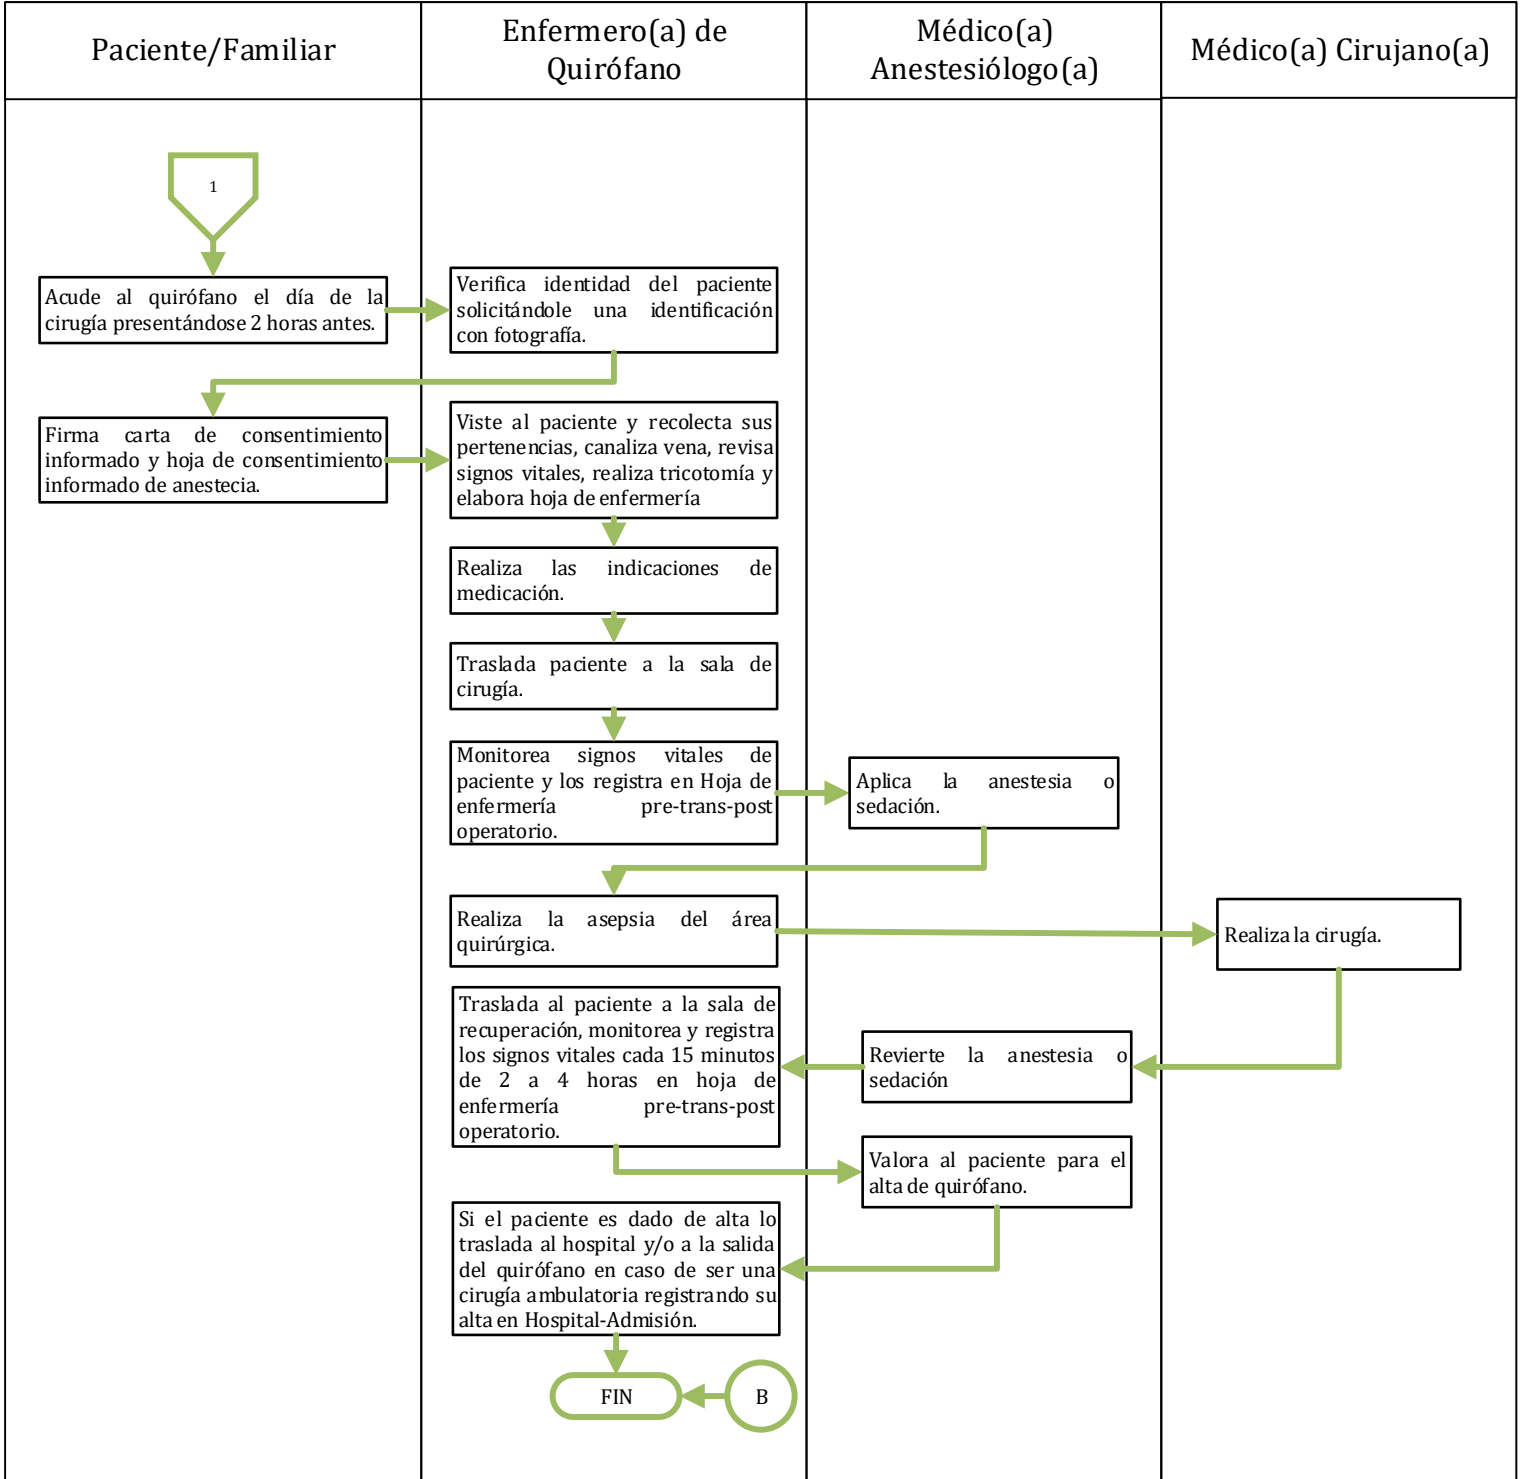 Paciente/Familiar
Enfermero(a) de
Quirófano
Médico(a)
Anestesiólogo(a)
Médico(a) Cirujano(a)
1
Acude al quirófano el día de la
cirugía presentándose 2 horas antes.
Verifica identidad del paciente
solicitándole una identificación
con fotografía.
Firma carta de consentimiento
informado y hoja de consentimiento
informado de anestecia.
Viste al paciente y recolecta sus
pertenencias, canaliza vena, revisa
signos vitales, realiza tricotomía y
elabora hoja de enfermería
Realiza las indicaciones de
medicación.
Traslada paciente a la sala de
cirugía.
Monitorea signos vitales de
paciente y los registra en Hoja de
enfermería pre-trans-post
operatorio.
Aplica la anestesia o
sedación.
Realiza la asepsia del área
quirúrgica.
Realiza la cirugía.
Revierte la anestesia o
sedación
Traslada al paciente a la sala de
recuperación, monitorea y registra
los signos vitales cada 15 minutos
de 2 a 4 horas en hoja de
enfermería pre-trans-post
operatorio.
Valora al paciente para el
alta de quirófano.
Si el paciente es dado de alta lo
traslada al hospital y/o a la salida
del quirófano en caso de ser una
cirugía ambulatoria registrando su
alta en Hospital-Admisión.
FIN
B